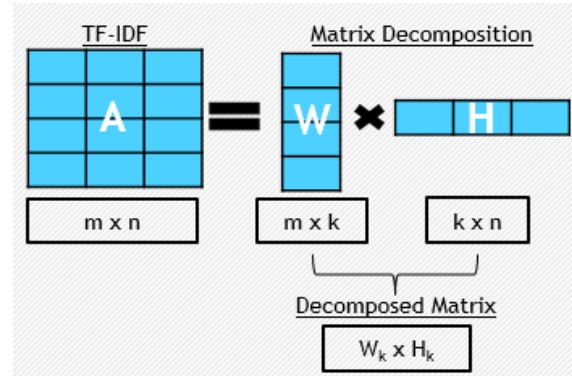 TF-IDF
Matrix Decomposition
A = W × H
m x n
m x k
k x n
Decomposed Matrix
Wₖ x Hₖ